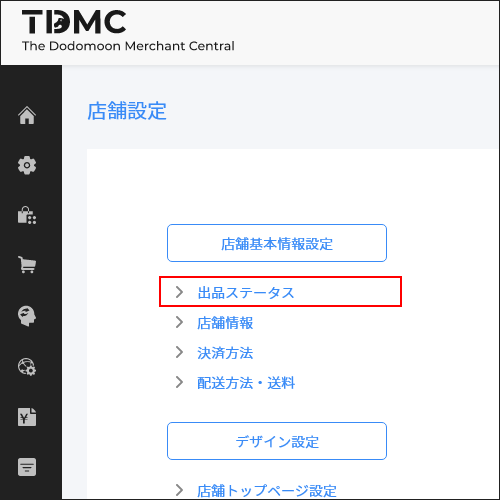 TDMC
The Dodomoon Merchant Central
店舗設定
店舗基本情報設定
出品ステータス
店舗情報
決済方法
配送方法・送料
デザイン設定
店舗トップページ設定